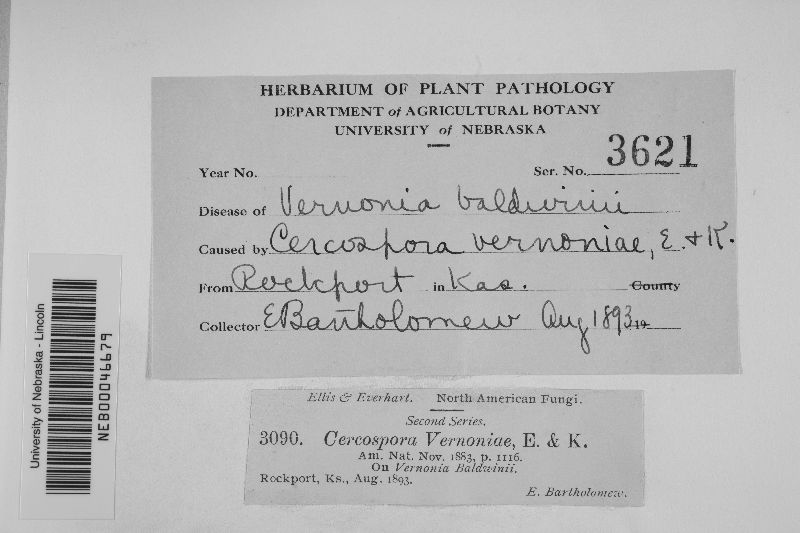 HERBARIUM OF PLANT PATHOLOGY
DEPARTMENT of AGRICULTURAL BOTANY
UNIVERSITY of NEBRASKA
Year No. Ser. No. 3621
Disease of Vernonia baldwinii
Caused by Cercospora vernoniae, E. & K.
From Rockport in Kas. County
Collector E Bartholomew Aug 1893 19
University of Nebraska - Lincoln
NEB00046679
Ellis & Everhart. North American Fungi.
Second Series.
3090. Cercospora Vernoniae, E. & K.
Am. Nat. Nov. 1883, p. 1116.
On Vernonia Baldwinii.
Rockport, Ks., Aug. 1893.
E. Bartholomew.